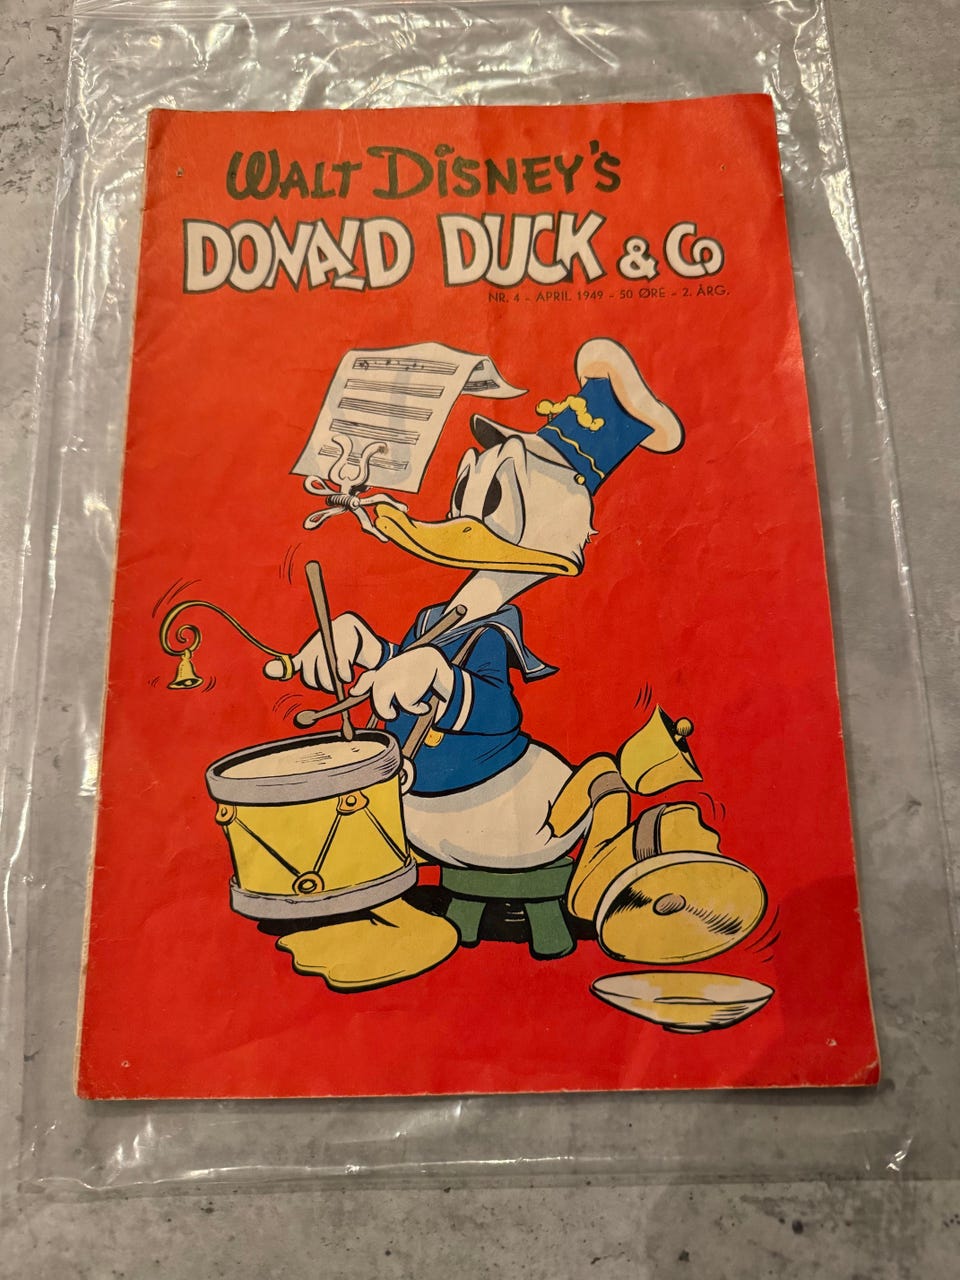 WALT DISNEY'S
DONALD DUCK & Co
NR. 4 - APRIL 1949 - 50 ØRE - 2. ÅRG.